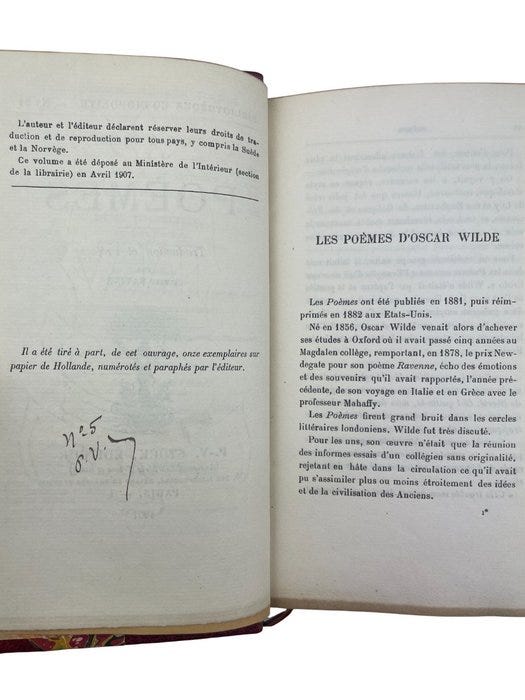 L'auteur et l'éditeur déclarent réserver leurs droits de tra-
duction et de reproduction pour tous pays, y compris la Suède
et la Norvège.
Ce volume a été déposé au Ministère de l'Intérieur (section
de la librairie) en Avril 1907.
Il a été tiré à part, de cet ouvrage, onze exemplaires sur
papier de Hollande, numérotés et paraphés par l'éditeur.
n° 5
P.V.
LES POÈMES D'OSCAR WILDE
Les Poèmes ont été publiés en 1881, puis réim-
primés en 1882 aux Etats-Unis.
Né en 1856, Oscar Wilde venait alors d'achever
ses études à Oxford où il avait passé cinq années au
Magdalen collège, remportant, en 1878, le prix New-
degate pour son poème Ravenne, écho des émotions
et des souvenirs qu'il avait rapportés, l'année pré-
cédente, de son voyage en Italie et en Grèce avec le
professeur Mahaffy.
Les Poèmes firent grand bruit dans les cercles
littéraires londoniens. Wilde fut très discuté.
Pour les uns, son œuvre n'était que la réunion
des informes essais d'un collégien sans originalité,
rejetant en hâte dans la circulation ce qu'il avait
pu s'assimiler plus ou moins étroitement des idées
et de la civilisation des Anciens.
1*